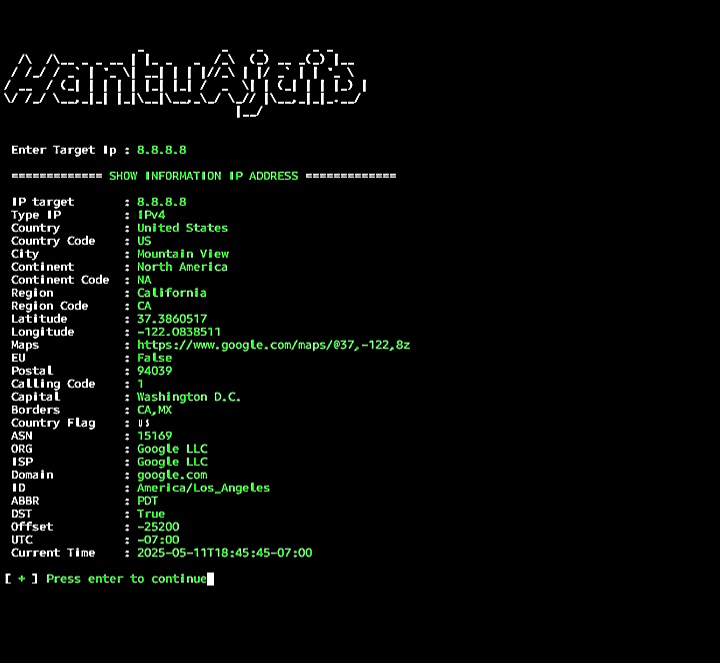 HantuAjaib
Enter Target Ip : 8.8.8.8
============= SHOW INFORMATION IP ADDRESS =============
IP target : 8.8.8.8
Type IP : IPv4
Country : United States
Country Code : US
City : Mountain View
Continent : North America
Continent Code : NA
Region : California
Region Code : CA
Latitude : 37.3860517
Longitude : -122.0838511
Maps : https://www.google.com/maps/@37,-122,8z
EU : False
Postal : 94039
Calling Code : 1
Capital : Washington D.C.
Borders : CA,MX
Country Flag : US
ASN : 15169
ORG : Google LLC
ISP : Google LLC
Domain : google.com
ID : America/Los_Angeles
ABBR : PDT
DST : True
Offset : -25200
UTC : -07:00
Current Time : 2025-05-11T18:45:45-07:00
[ + ] Press enter to continue